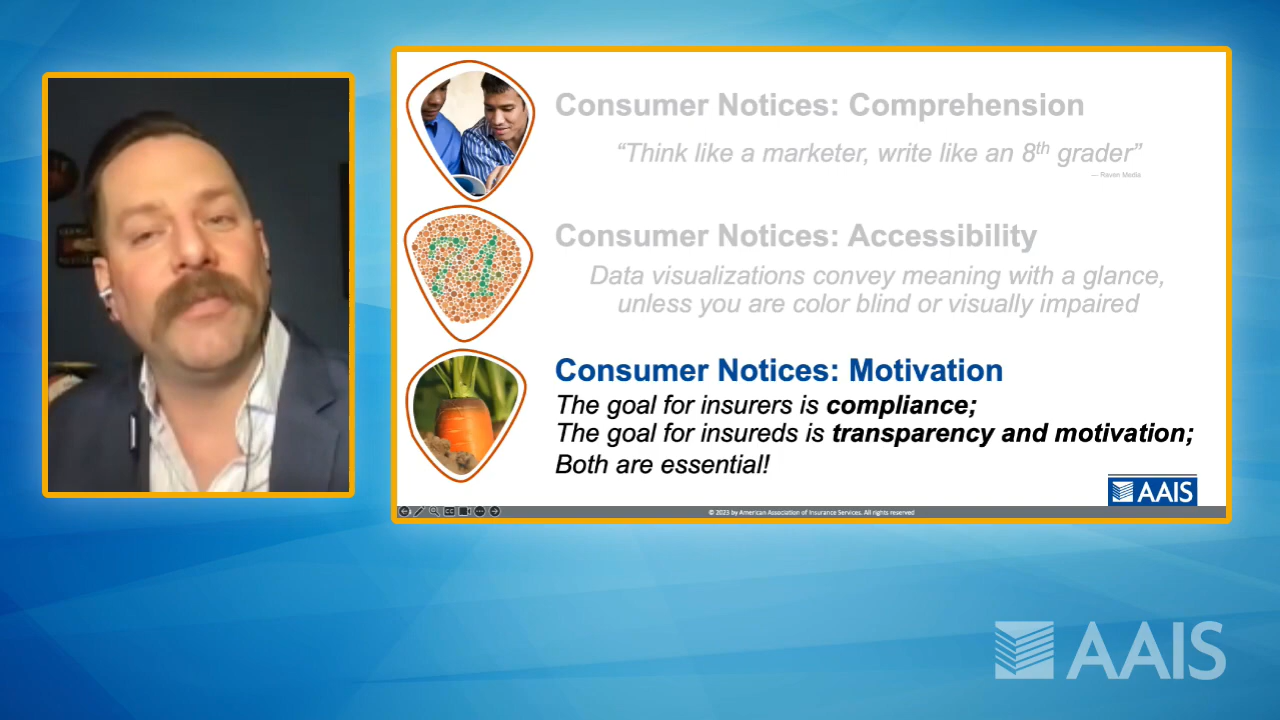 Consumer Notices: Comprehension
“Think like a marketer, write like an 8th grader”
— Raven Media
Consumer Notices: Accessibility
Data visualizations convey meaning with a glance,
unless you are color blind or visually impaired
74
Consumer Notices: Motivation
The goal for insurers is compliance;
The goal for insureds is transparency and motivation;
Both are essential!
AAIS
© 2023 by American Association of Insurance Services. All rights reserved
AAIS